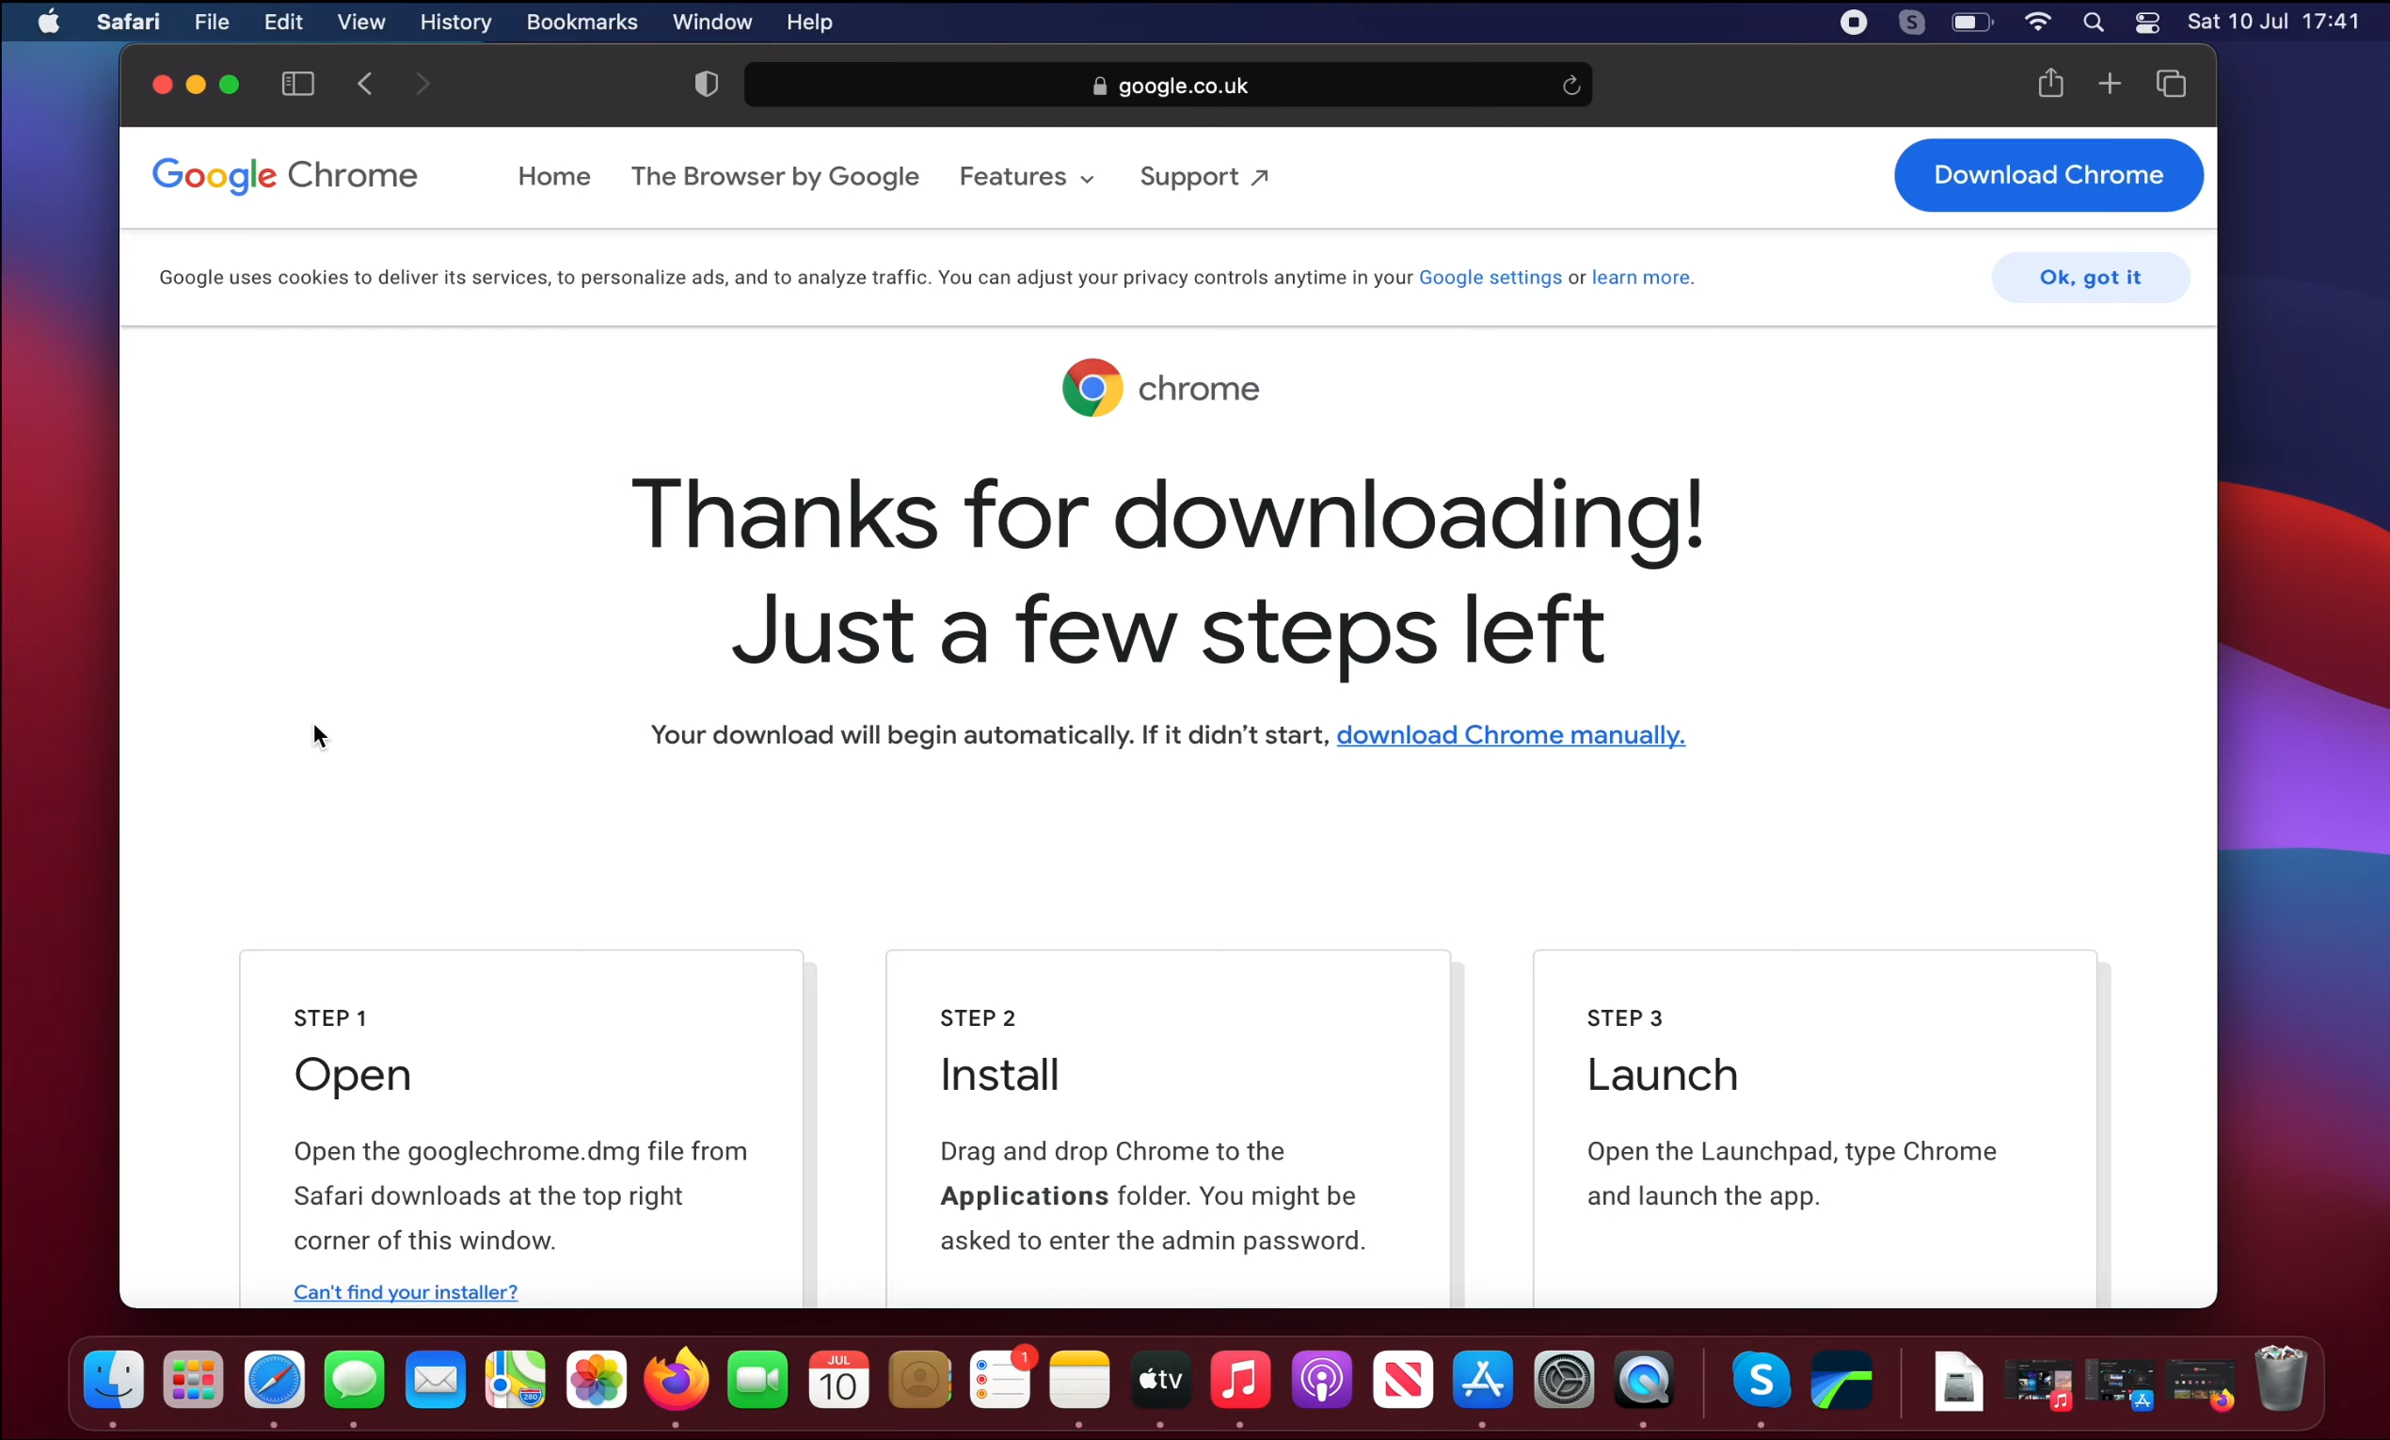 Safari File Edit View History Bookmarks Window Help S Sat 10 Jul 17:41
google.co.uk
Google Chrome Home The Browser by Google Features Support Download Chrome
Google uses cookies to deliver its services, to personalize ads, and to analyze traffic. You can adjust your privacy controls anytime in your Google settings or learn more. Ok, got it
chrome
Thanks for downloading!
Just a few steps left
Your download will begin automatically. If it didn't start, download Chrome manually.
STEP 1
Open
Open the googlechrome.dmg file from
Safari downloads at the top right
corner of this window.
Can't find your installer?
STEP 2
Install
Drag and drop Chrome to the
Applications folder. You might be
asked to enter the admin password.
STEP 3
Launch
Open the Launchpad, type Chrome
and launch the app.
280
JUL
10
1
tv
S